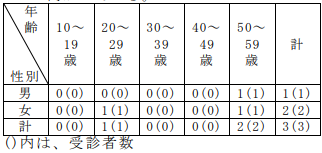 年齢 性別 10～19歳 20～29歳 30～39歳 40～49歳 50～59歳 計
男 0(0) 0(0) 0(0) 0(0) 1(1) 1(1)
女 0(0) 1(1) 0(0) 0(0) 1(1) 2(2)
計 0(0) 1(1) 0(0) 0(0) 2(2) 3(3)
()内は、受診者数